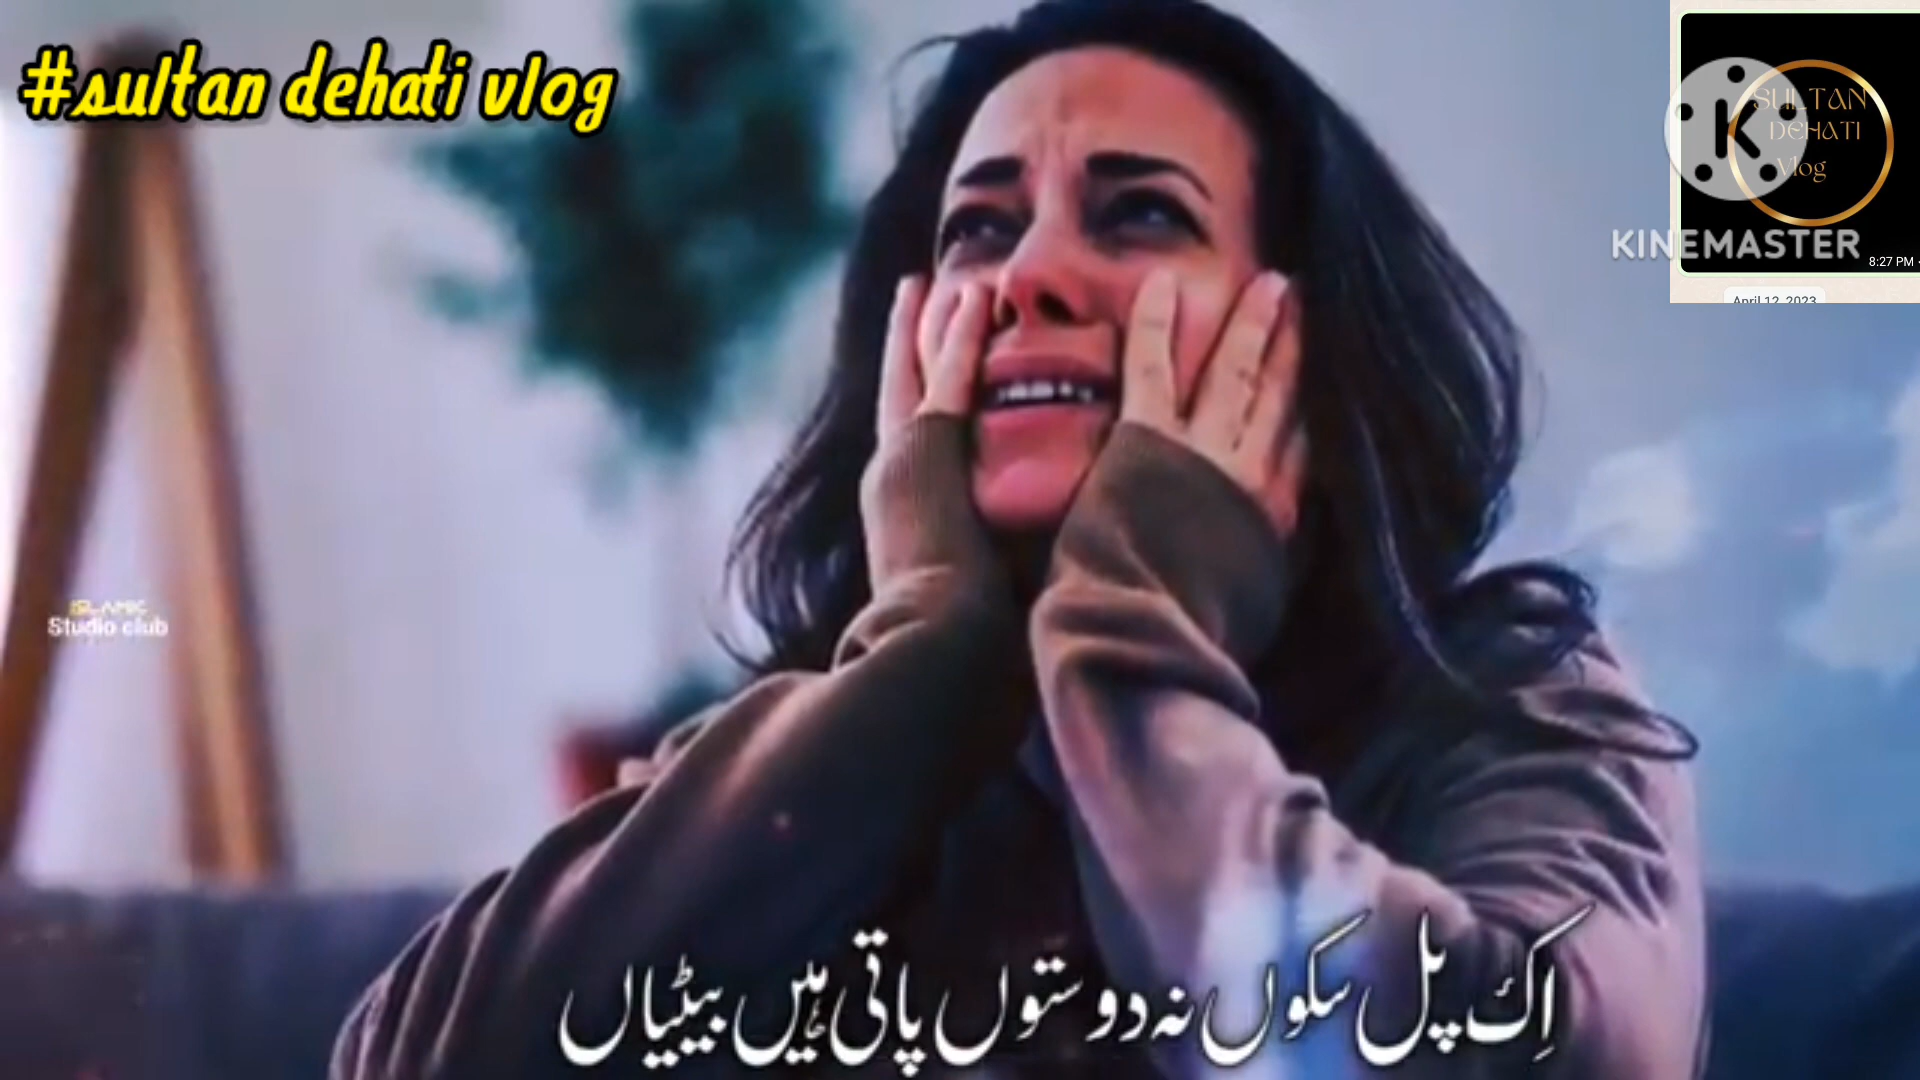 #sultan dehati vlog
SULTAN
DEHATI
Vlog
K
KINEMASTER
8:27 PM
April 12, 2023
ISLAMIC
Studio club
اِک پل سکوں نہ دوستوں پاتی ہیں بیٹیاں